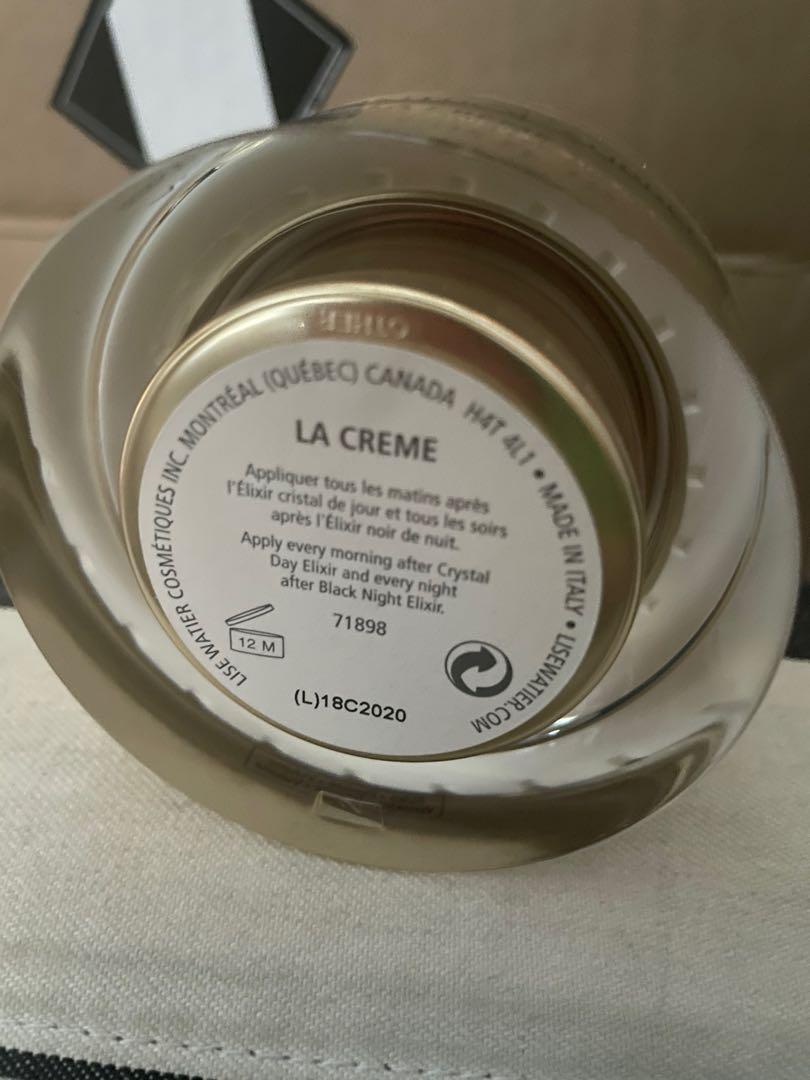 LISE WATIER COSMÉTIQUES INC. MONTRÉAL (QUÉBEC) CANADA H4T 4L1 • MADE IN ITALY • LISEWATIER.COM
LA CREME
Appliquer tous les matins après
l'Élixir cristal de jour et tous les soirs
après l'Élixir noir de nuit.
Apply every morning after Crystal
Day Elixir and every night
after Black Night Elixir.
71898
12 M
(L)18C2020